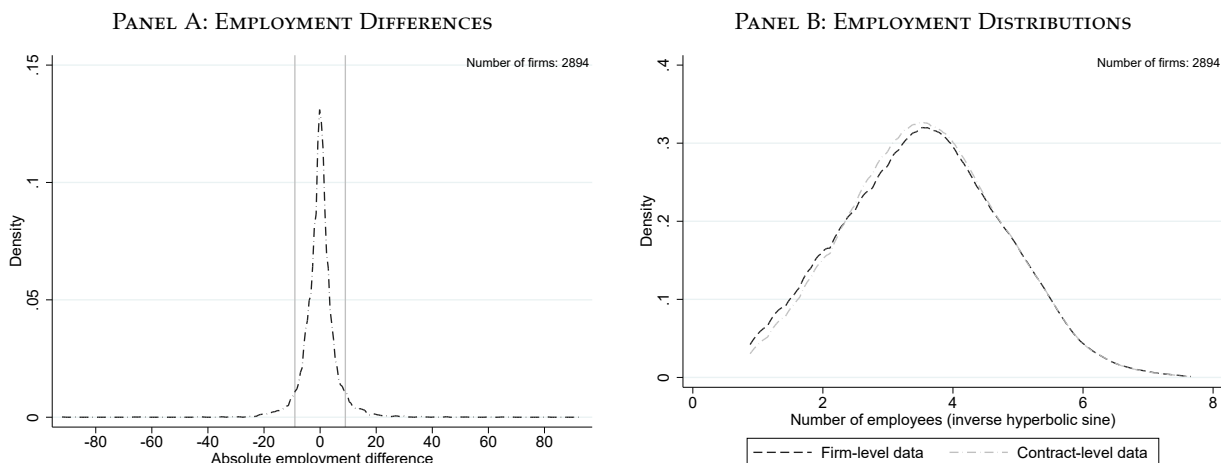 PANEL A: EMPLOYMENT DIFFERENCES
Number of firms: 2894
.15
.1
.05
0
Density
-80 -60 -40 -20 0 20 40 60 80
Absolute employment difference
PANEL B: EMPLOYMENT DISTRIBUTIONS
Number of firms: 2894
.4
.3
.2
.1
0
Density
0 2 4 6 8
Number of employees (inverse hyperbolic sine)
Firm-level data Contract-level data